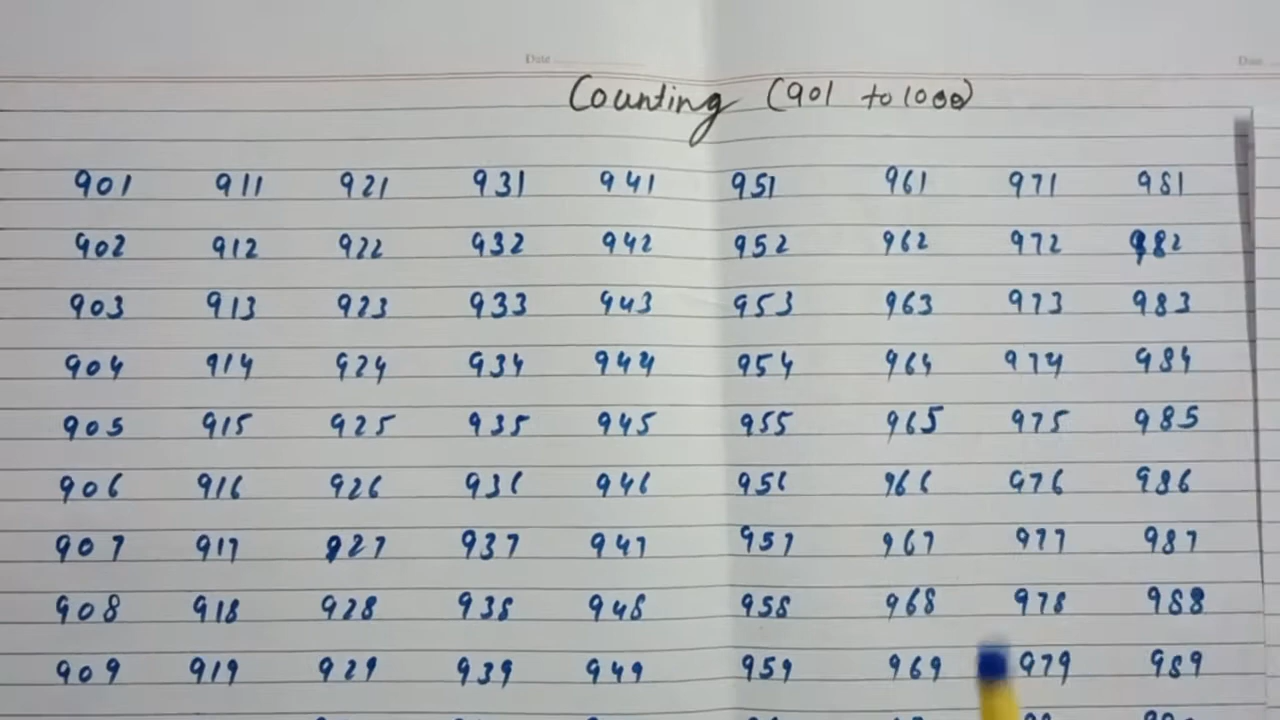 Date
Date
Counting (901 to 1000)
901 911 921 931 941 951 961 971 981
902 912 922 932 942 952 962 972 982
903 913 923 933 943 953 963 973 983
904 914 924 934 944 954 964 974 984
905 915 925 935 945 955 965 975 985
906 916 926 936 946 956 966 976 986
907 917 927 937 947 957 967 977 987
908 918 928 938 948 958 968 978 988
909 919 929 939 949 959 969 979 989